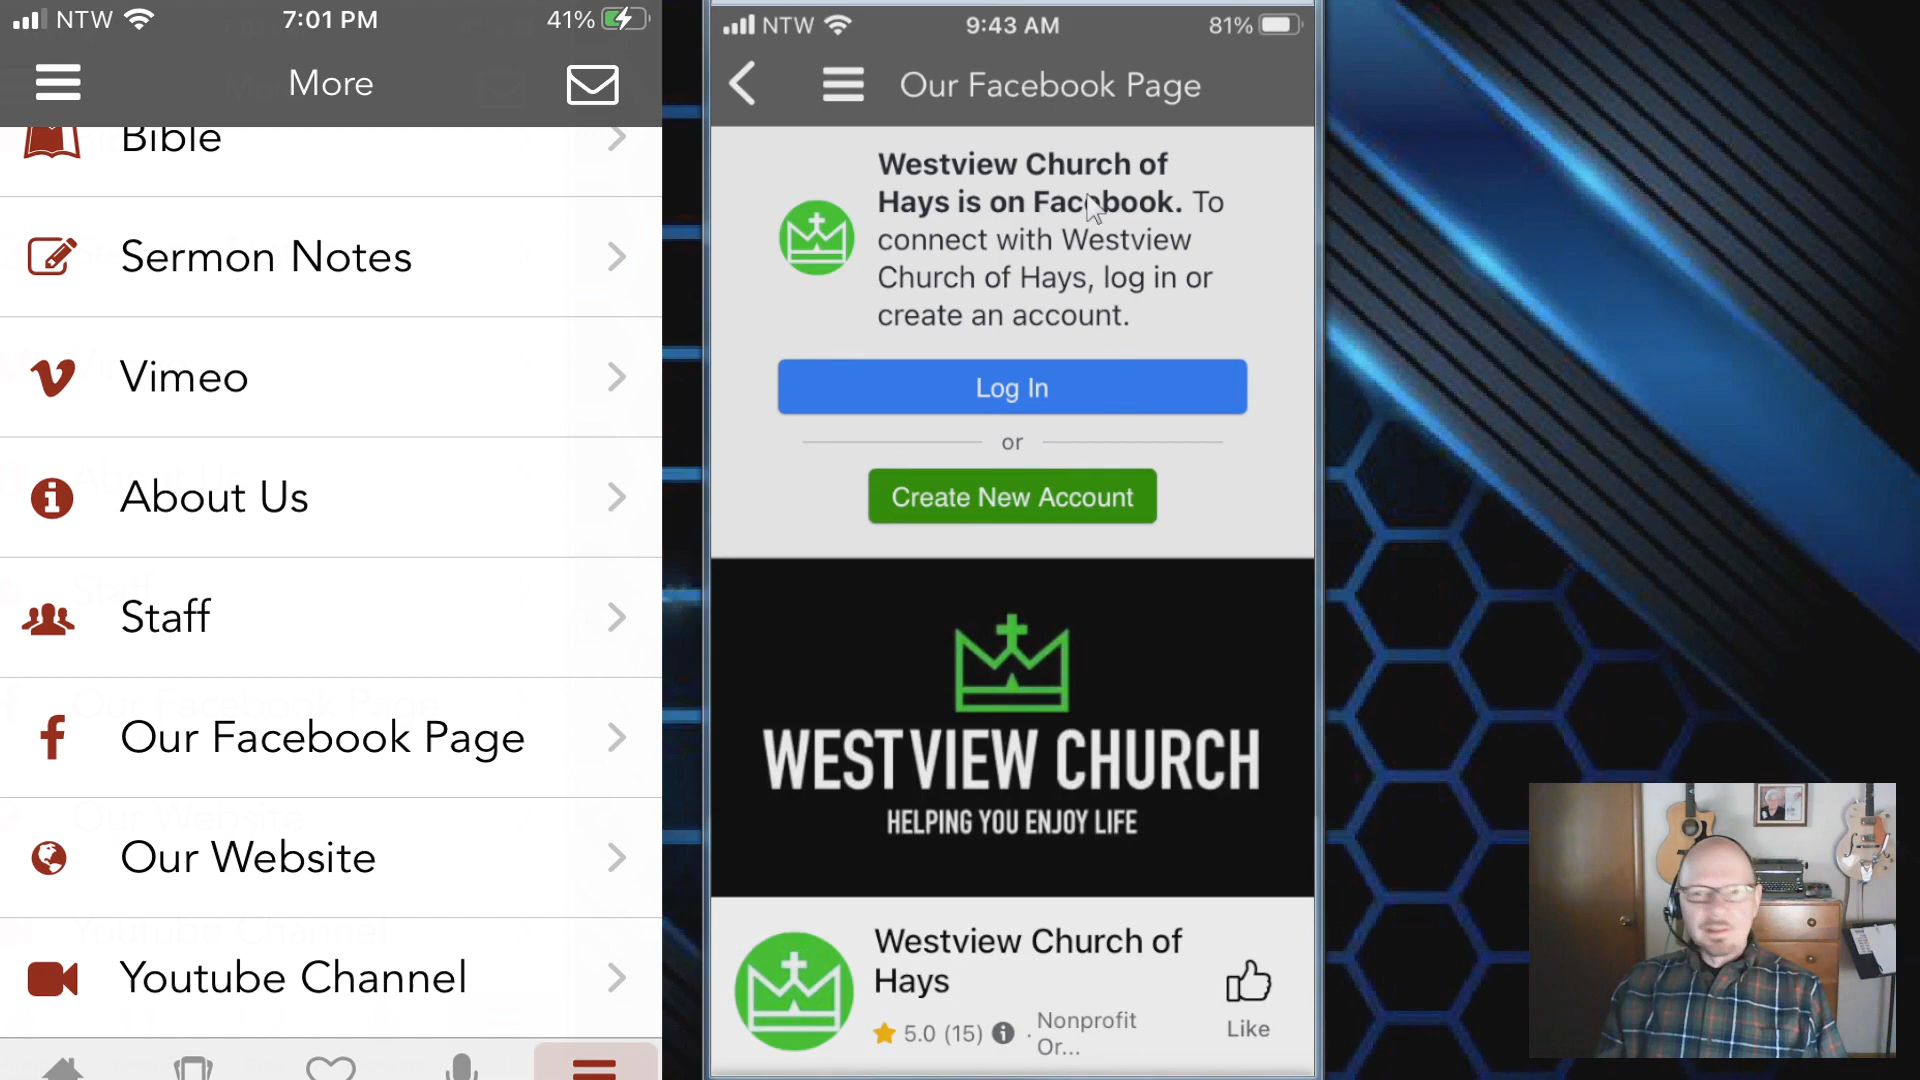 NTW 7:01 PM 41%
More
Bible
Sermon Notes
Vimeo
About Us
Staff
Our Facebook Page
Our Website
Youtube Channel
NTW 9:43 AM 81%
Our Facebook Page
Westview Church of
Hays is on Facebook. To
connect with Westview
Church of Hays, log in or
create an account.
Log In
or
Create New Account
WESTVIEW CHURCH
HELPING YOU ENJOY LIFE
Westview Church of
Hays
5.0 (15) · Nonprofit
Or...
Like